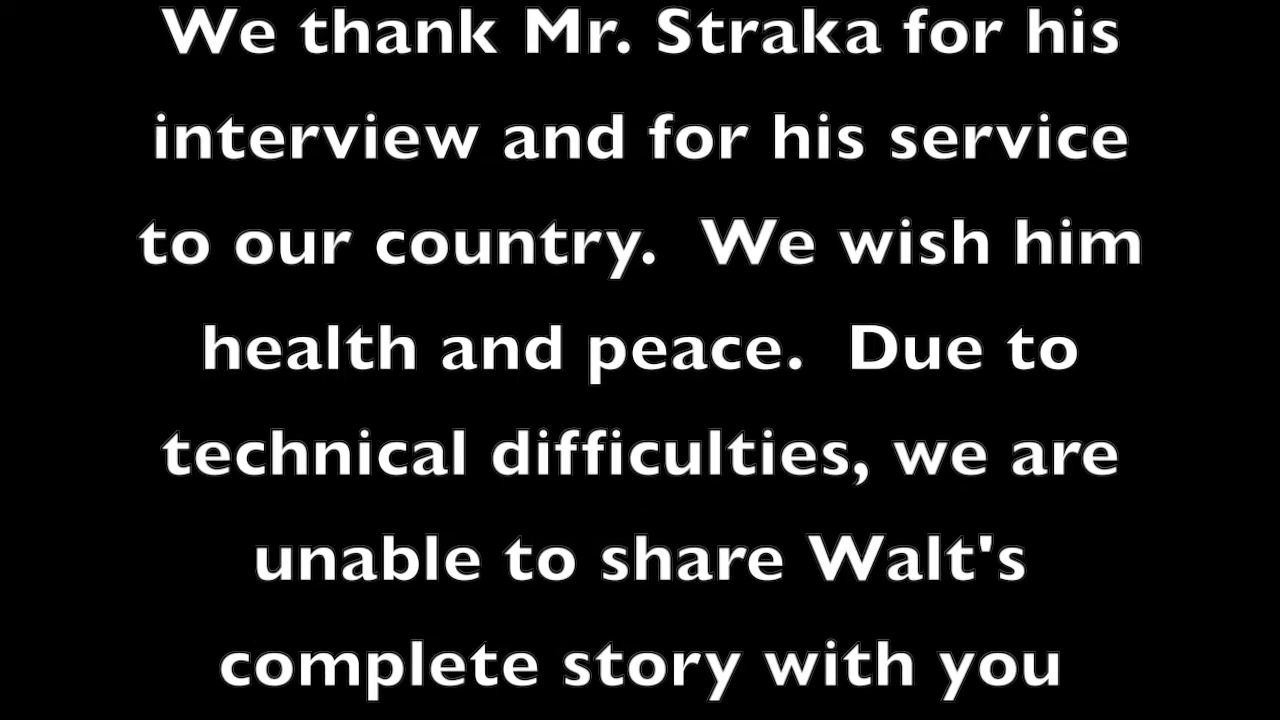 We thank Mr. Straka for his
interview and for his service
to our country.  We wish him
health and peace.  Due to
technical difficulties, we are
unable to share Walt's
complete story with you